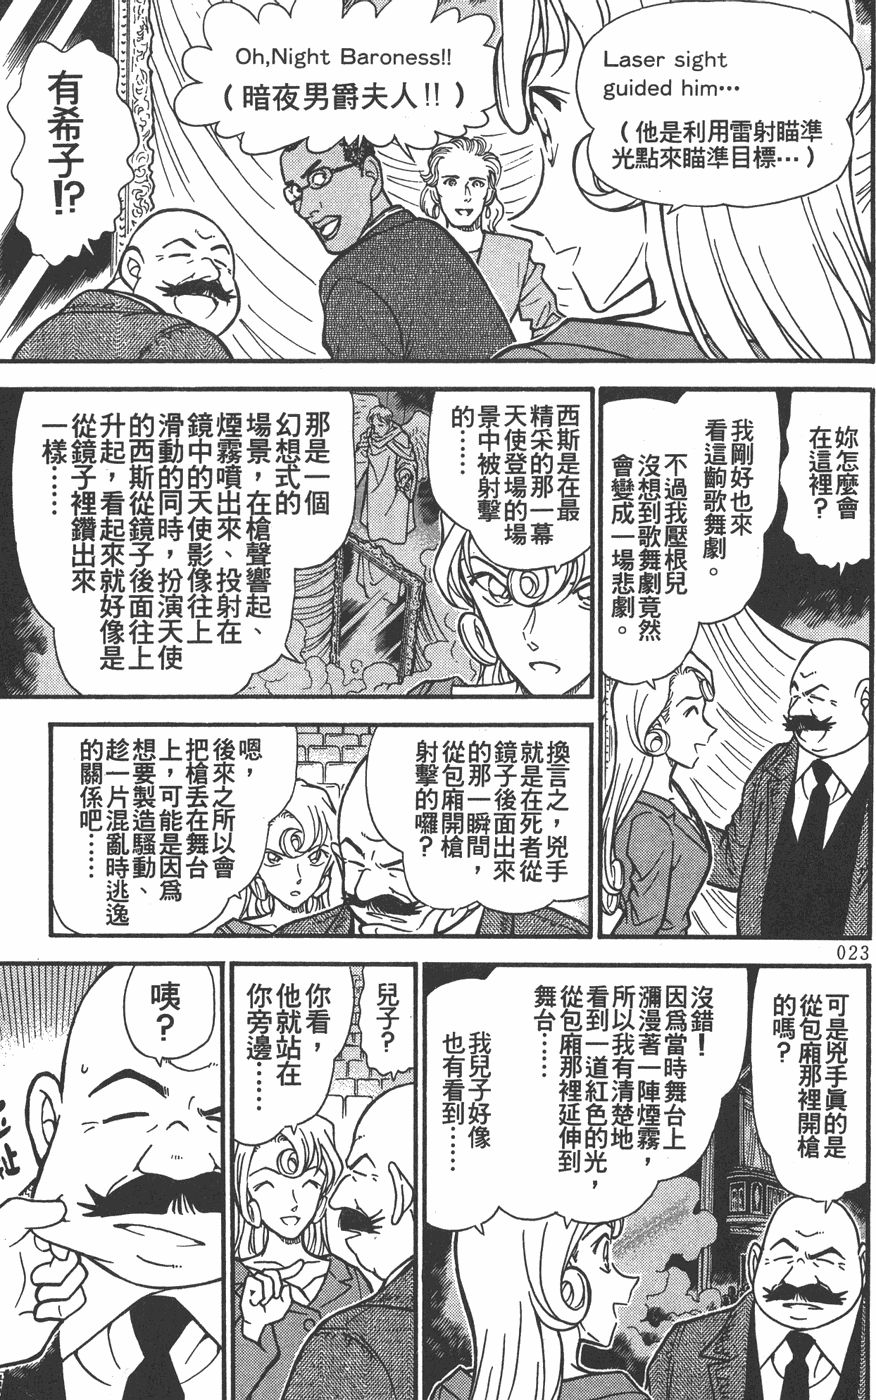 Laser sight
guided him…
（他是利用雷射瞄準
光點來瞄準目標…）
Oh,Night Baroness!!
（暗夜男爵夫人!!）
有希子!?
妳怎麼會
在這裡?
我剛好也來
看這齣歌舞劇。
不過我壓根兒
沒想到歌舞劇竟然
會變成一場悲劇。
西斯是在最
精采的那一幕
天使登場的場
景中被射擊
的……
那是一個
幻想式的
場景，在槍聲響起、
煙霧噴出來、投射在
鏡中的天使影像往上
滑動的同時，扮演天使
的西斯從鏡子後面往上
升起，看起來就好像是
從鏡子裡鑽出來
一樣……
換言之，兇手
就是在死者從
鏡子後面出來
的那一瞬間，
從包廂開槍
射擊的囉?
嗯，
後來之所以會
把槍丟在舞台
上，可能是因為
想要製造騷動、
趁一片混亂時逃逸
的關係吧……
023
可是兇手真的是
從包廂那裡開槍
的嗎?
沒錯!
因為當時舞台上
瀰漫著一陣煙霧，
所以我有清楚地
看到一道紅色的光，
從包廂那裡延伸到
舞台……
我兒子好像
也有看到……
兒子?
你看，
他就站在
你旁邊……
咦?